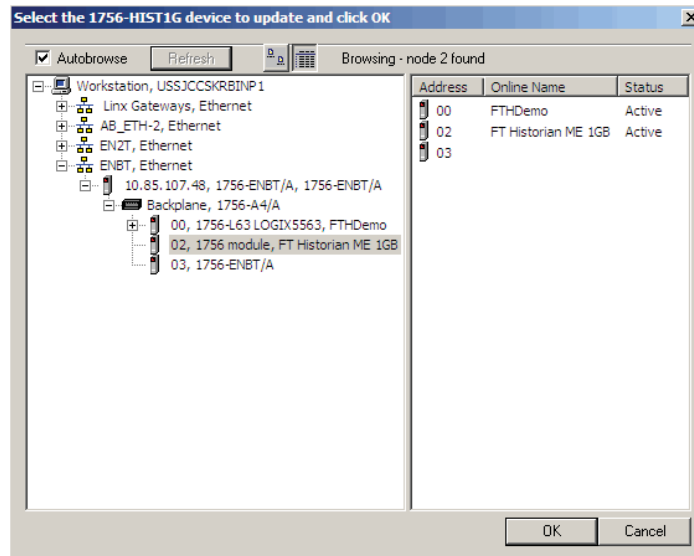 Select the 1756-HIST1G device to update and click OK
Autobrowse Refresh Browsing - node 2 found
Workstation, USSJCCSKRBINP1
Linx Gateways, Ethernet
AB_ETH-2, Ethernet
EN2T, Ethernet
ENBT, Ethernet
10.85.107.48, 1756-ENBT/A, 1756-ENBT/A
Backplane, 1756-A4/A
00, 1756-L63 LOGIX5563, FTHDemo
02, 1756 module, FT Historian ME 1GB
03, 1756-ENBT/A
Address Online Name Status
00 FTHDemo Active
02 FT Historian ME 1GB Active
03
OK Cancel